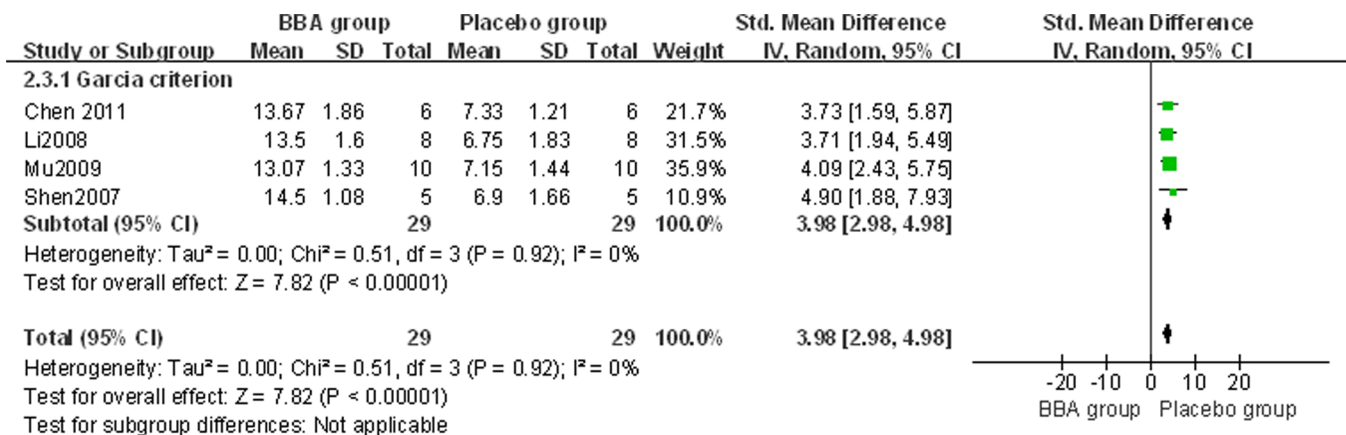 BBA group Placebo group Std. Mean Difference Std. Mean Difference
Study or Subgroup Mean SD Total Mean SD Total Weight IV, Random, 95% CI IV, Random, 95% CI
2.3.1 Garcia criterion
Chen 2011 13.67 1.86 6 7.33 1.21 6 21.7% 3.73 [1.59, 5.87]
Li2008 13.5 1.6 8 6.75 1.83 8 31.5% 3.71 [1.94, 5.49]
Mu2009 13.07 1.33 10 7.15 1.44 10 35.9% 4.09 [2.43, 5.75]
Shen2007 14.5 1.08 5 6.9 1.66 5 10.9% 4.90 [1.88, 7.93]
Subtotal (95% CI) 29 29 100.0% 3.98 [2.98, 4.98]
Heterogeneity: Tau² = 0.00; Chi² = 0.51, df = 3 (P = 0.92); I² = 0%
Test for overall effect: Z = 7.82 (P < 0.00001)
Total (95% CI) 29 29 100.0% 3.98 [2.98, 4.98]
Heterogeneity: Tau² = 0.00; Chi² = 0.51, df = 3 (P = 0.92); I² = 0%
Test for overall effect: Z = 7.82 (P < 0.00001)
Test for subgroup differences: Not applicable
-20 -10 0 10 20
BBA group Placebo group